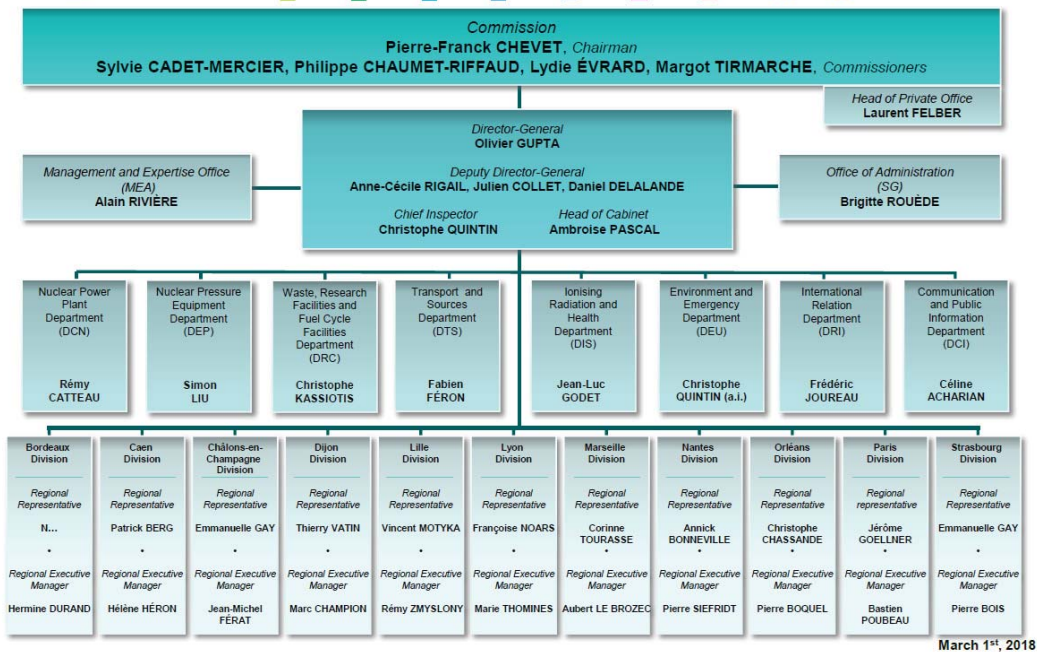 Commission
Pierre-Franck CHEVET, Chairman
Sylvie CADET-MERCIER, Philippe CHAUMET-RIFFAUD, Lydie ÉVRARD, Margot TIRMARCHE, Commissioners
Head of Private Office
Laurent FELBER
Director-General
Olivier GUPTA
Deputy Director-General
Anne-Cécile RIGAIL, Julien COLLET, Daniel DELALANDE
Chief Inspector
Christophe QUINTIN
Head of Cabinet
Ambroise PASCAL
Management and Expertise Office
(MEA)
Alain RIVIÈRE
Office of Administration
(SG)
Brigitte ROUÈDE
Nuclear Power
Plant
Department
(DCN)
Rémy
CATTEAU
Nuclear Pressure
Equipment
Department
(DEP)
Simon
LIU
Waste, Research
Facilities and
Fuel Cycle
Facilities
Department
(DRC)
Christophe
KASSIOTIS
Transport and
Sources
Department
(DTS)
Fabien
FÉRON
Ionising
Radiation and
Health
Department
(DIS)
Jean-Luc
GODET
Environment and
Emergency
Department
(DEU)
Christophe
QUINTIN (a.i.)
International
Relation
Department
(DRI)
Frédéric
JOUREAU
Communication
and Public
Information
Department
(DCI)
Céline
ACHARIAN
Bordeaux
Division
Regional
Representative
N...
•
Regional Executive
Manager
Hermine DURAND
Caen
Division
Regional
Representative
Patrick BERG
•
Regional Executive
Manager
Hélène HÉRON
Châlons-en-
Champagne
Division
Regional
Representative
Emmanuelle GAY
•
Regional Executive
Manager
Jean-Michel
FÉRAT
Dijon
Division
Regional
Representative
Thierry VATIN
•
Regional Executive
Manager
Marc CHAMPION
Lille
Division
Regional
Representative
Vincent MOTYKA
•
Regional Executive
Manager
Rémy ZMYSLONY
Lyon
Division
Regional
Representative
Françoise NOARS
•
Regional Executive
Manager
Marie THOMINES
Marseille
Division
Regional
Representative
Corinne
TOURASSE
•
Regional Executive
Manager
Aubert LE BROZEC
Nantes
Division
Regional
Representative
Annick
BONNEVILLE
•
Regional Executive
Manager
Pierre SIEFRIDT
Orléans
Division
Regional
Representative
Christophe
CHASSANDE
•
Regional Executive
Manager
Pierre BOQUEL
Paris
Division
Regional
Representative
Jérôme
GOELLNER
•
Regional Executive
Manager
Bastien
POUBEAU
Strasbourg
Division
Regional
Representative
Emmanuelle GAY
•
Regional Executive
Manager
Pierre BOIS
March 1st, 2018